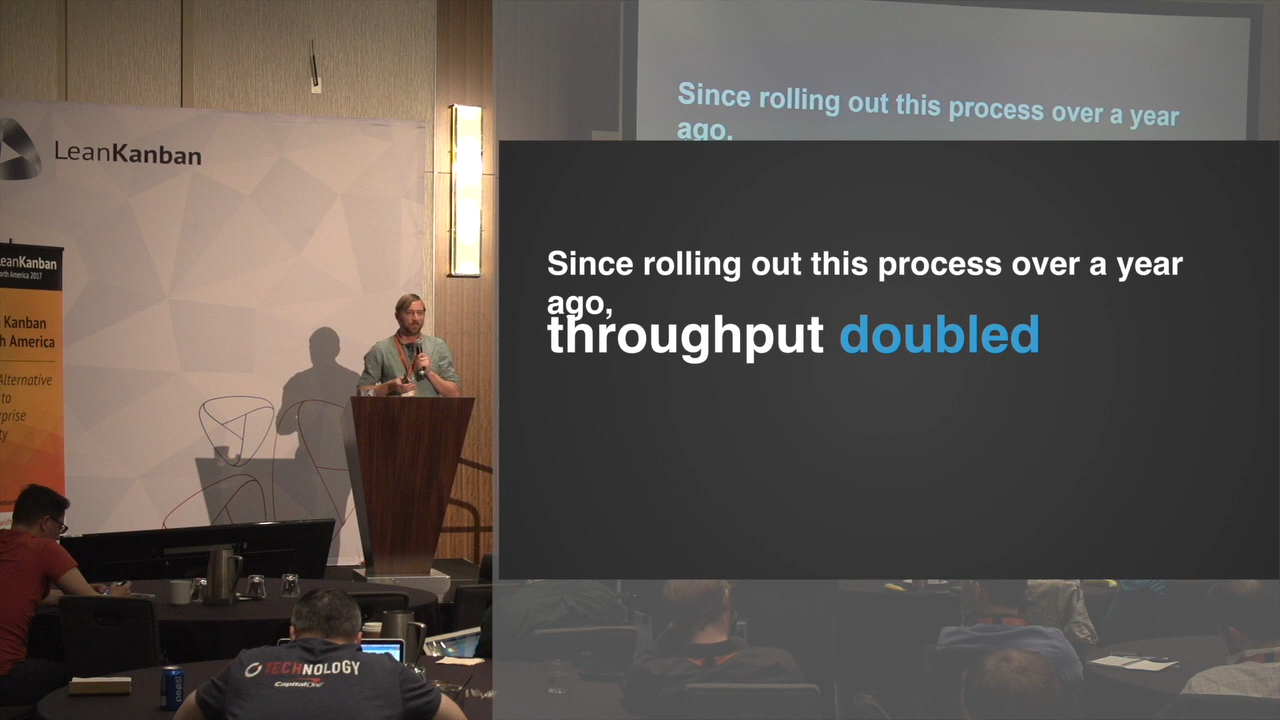 LeanKanban
LeanKanban
North America 2017
Kanban
America
Alternative
to
TECHNOLOGY
Capital One
pepsi
Since rolling out this process over a year
ago,
Since rolling out this process over a year
ago,
throughput doubled